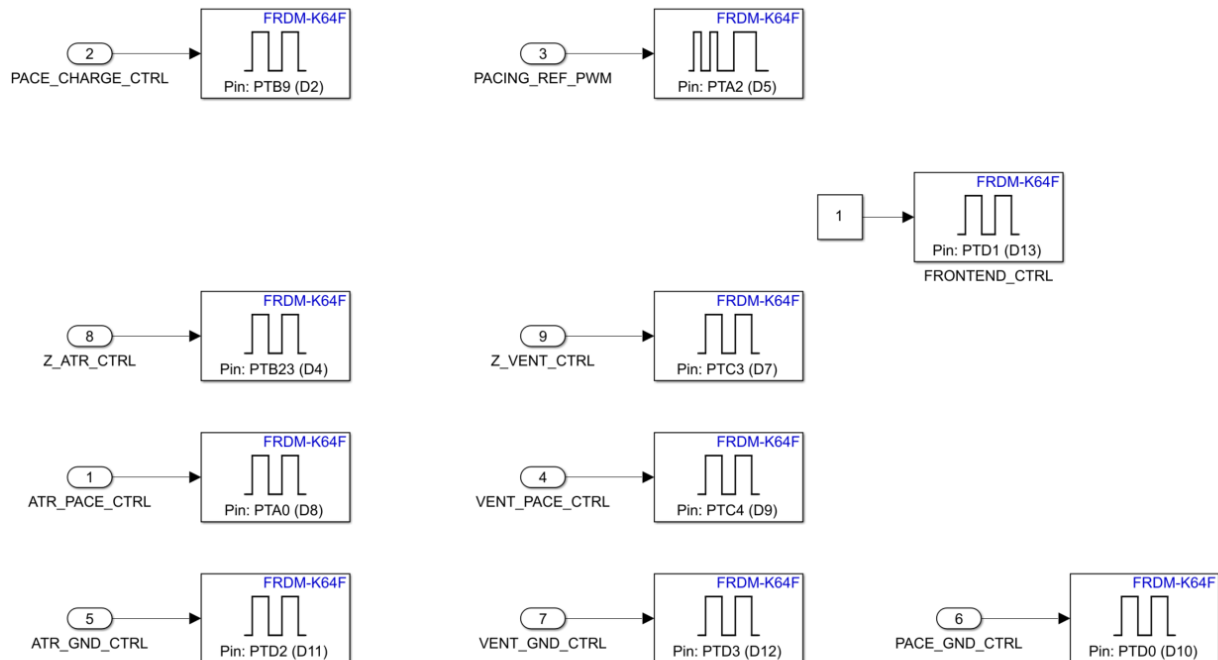 FRDM-K64F
2
PACE_CHARGE_CTRL
Pin: PTB9 (D2)
FRDM-K64F
3
PACING_REF_PWM
Pin: PTA2 (D5)
FRDM-K64F
1
Pin: PTD1 (D13)
FRONTEND_CTRL
FRDM-K64F
8
Z_ATR_CTRL
Pin: PTB23 (D4)
FRDM-K64F
9
Z_VENT_CTRL
Pin: PTC3 (D7)
FRDM-K64F
1
ATR_PACE_CTRL
Pin: PTA0 (D8)
FRDM-K64F
4
VENT_PACE_CTRL
Pin: PTC4 (D9)
FRDM-K64F
5
ATR_GND_CTRL
Pin: PTD2 (D11)
FRDM-K64F
7
VENT_GND_CTRL
Pin: PTD3 (D12)
FRDM-K64F
6
PACE_GND_CTRL
Pin: PTD0 (D10)